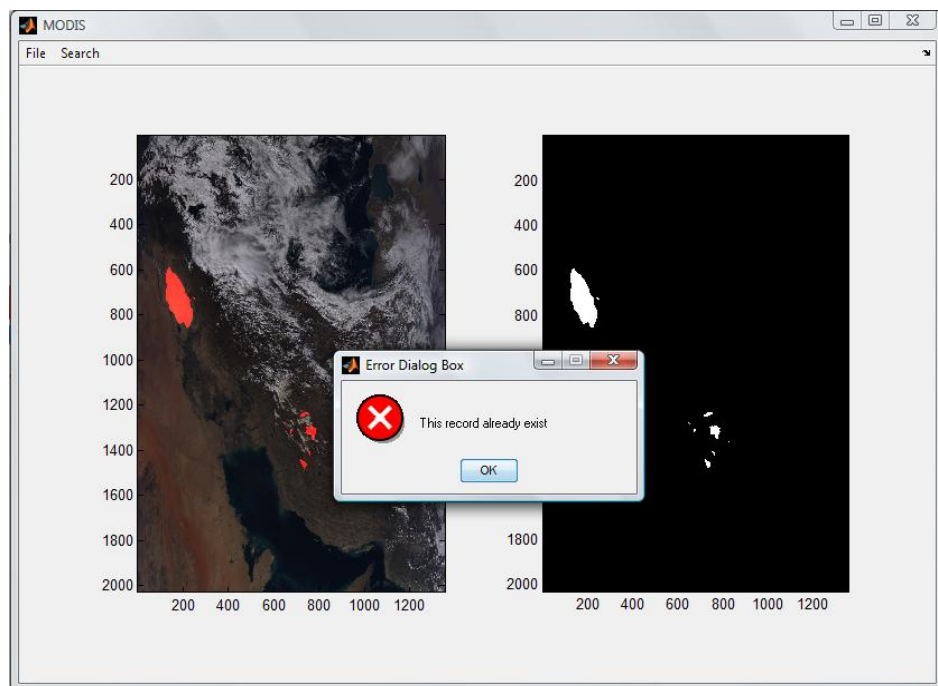 MODIS
File Search
200
400
600
800
1000
1200
1400
1600
1800
2000
200 400 600 800 1000 1200
200
400
600
800
1800
2000
200 400 600 800 1000 1200
Error Dialog Box
This record already exist
OK